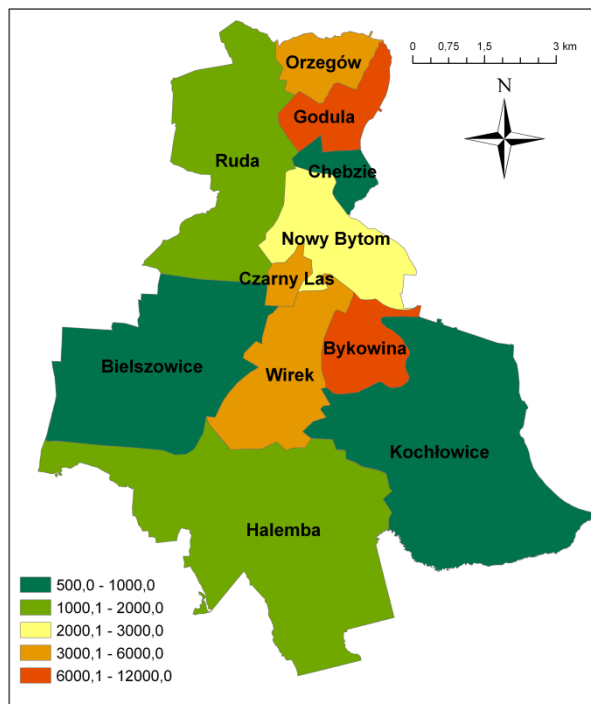 Orzegów
0 0,75 1,5 3 km
N
Godula
Ruda
Chebzie
Nowy Bytom
Czarny Las
Bykowina
Bielszowice
Wirek
Kochłowice
Halemba
500,0 - 1000,0
1000,1 - 2000,0
2000,1 - 3000,0
3000,1 - 6000,0
6000,1 - 12000,0